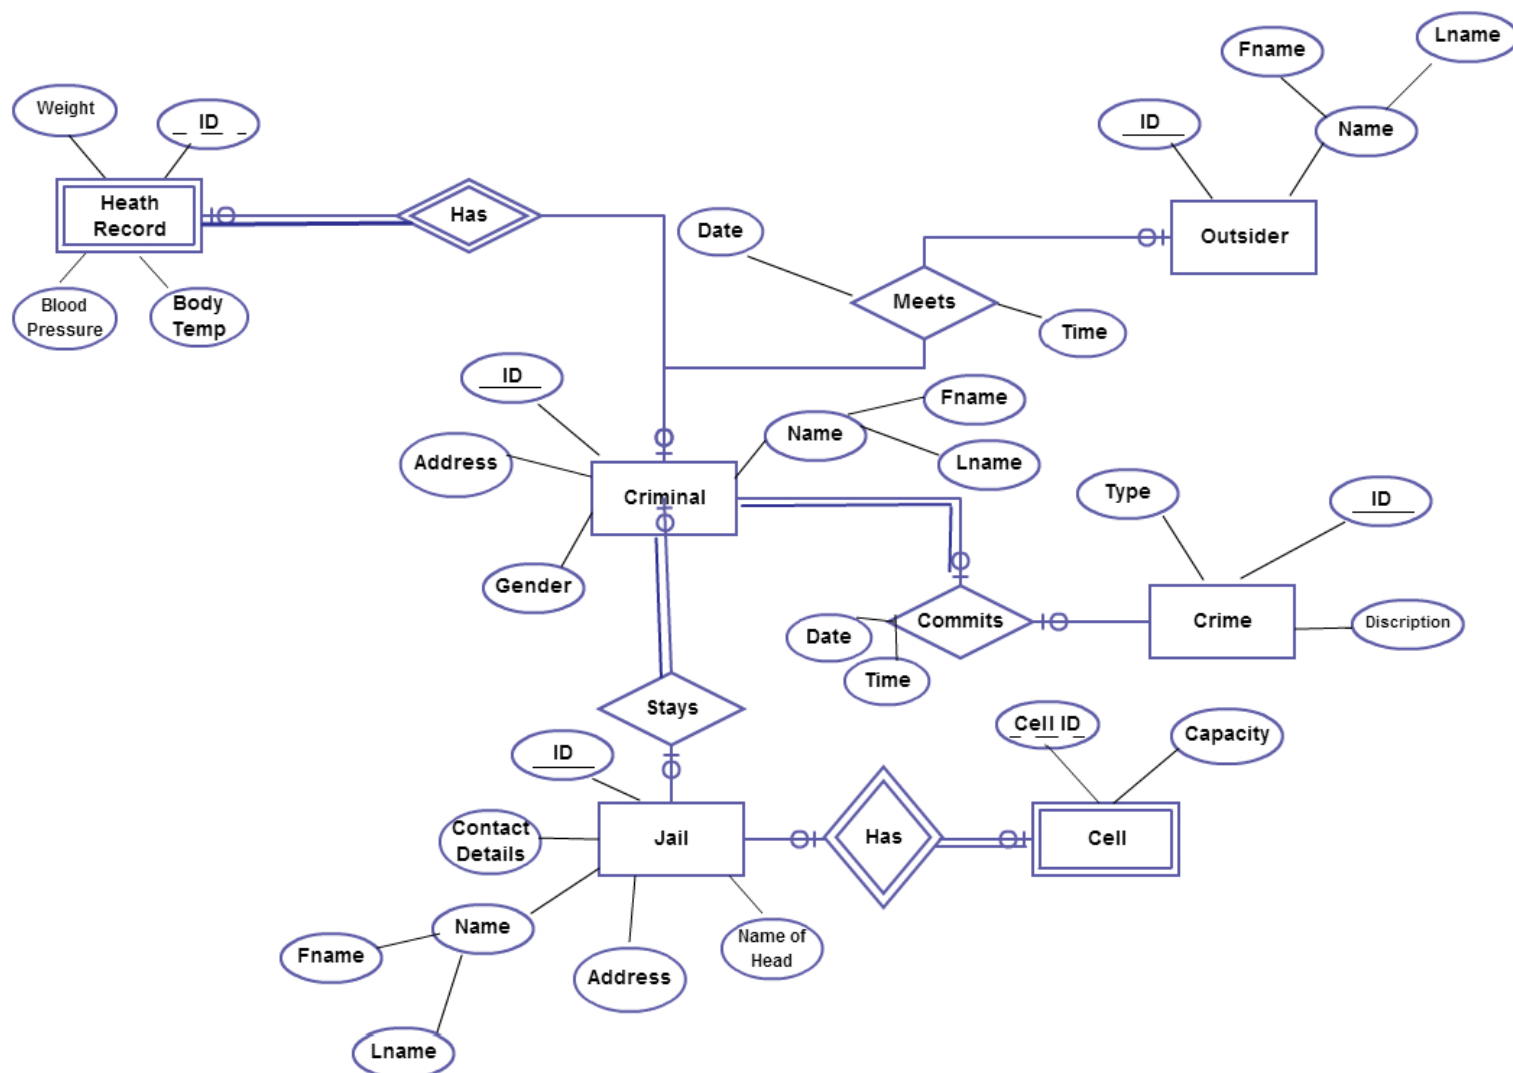 Lname
Fname
Weight
ID
ID
Name
Heath
Record
Has
Date
Outsider
Meets
Blood
Pressure
Body
Temp
Time
ID
Fname
Name
Address
Lname
Criminal
Type
ID
Gender
Date
Commits
Crime
Discription
Time
Stays
Cell ID
Capacity
ID
Contact
Details
Jail
Has
Cell
Name
Name of
Head
Fname
Address
Lname